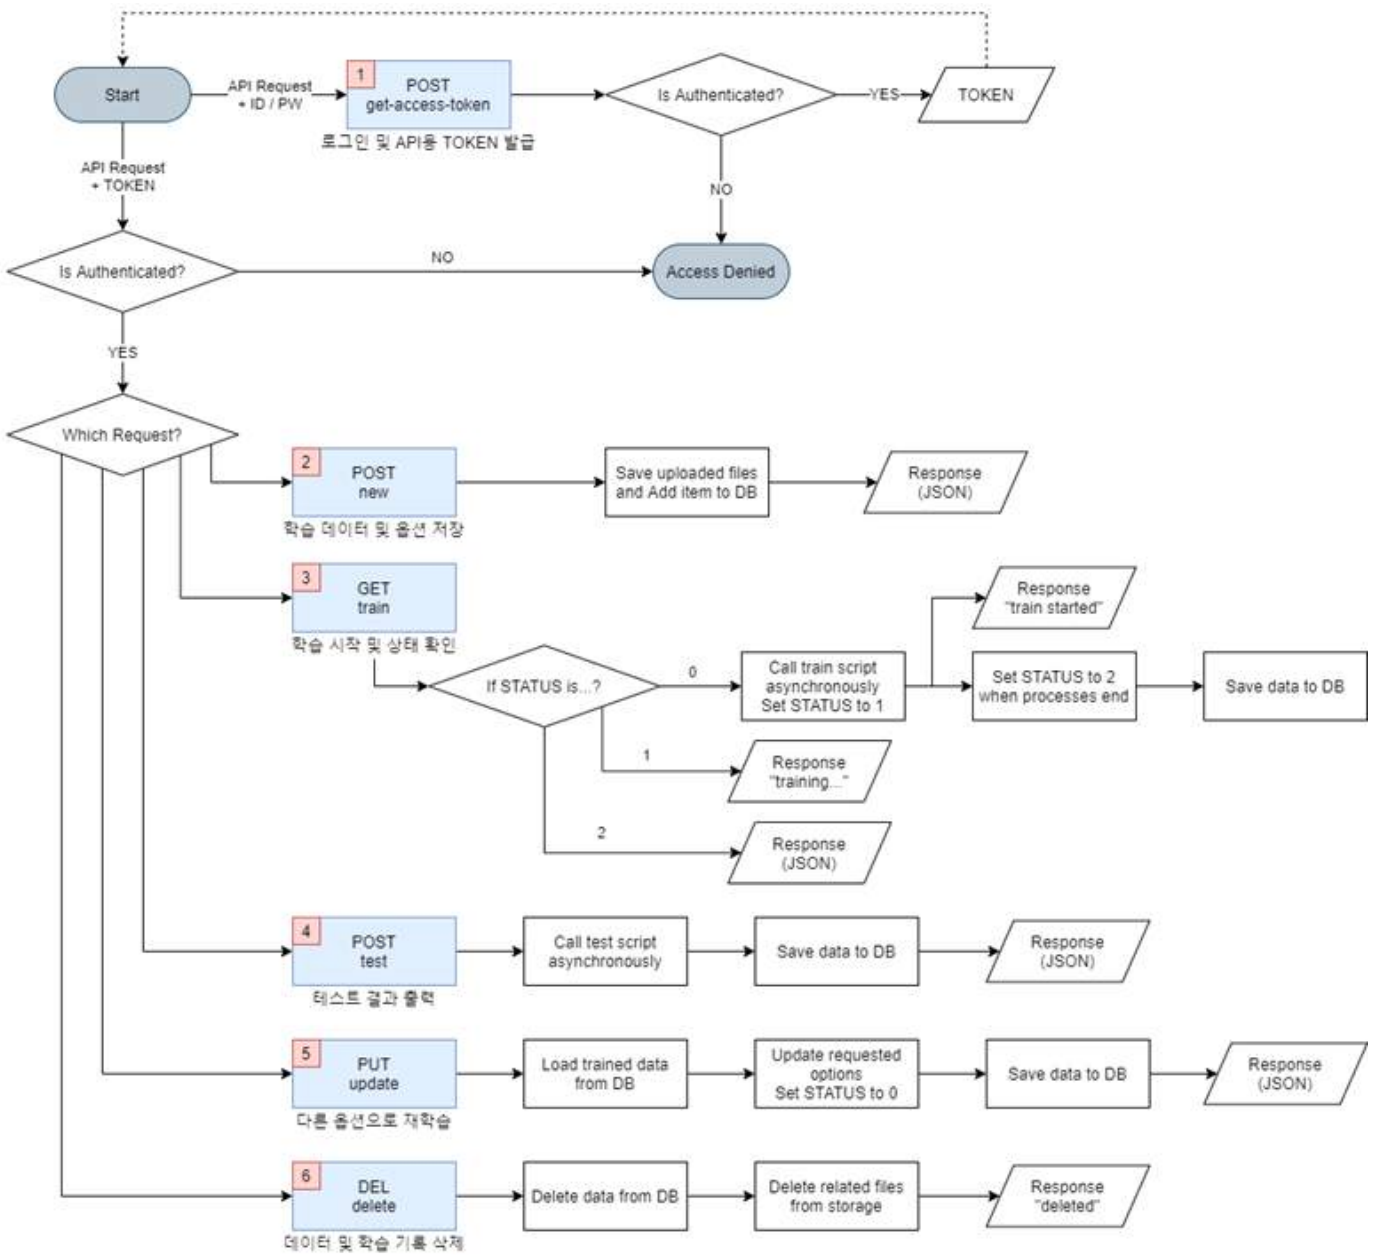 Start
API Request
+ ID / PW
1
POST
get-access-token
로그인 및 API용 TOKEN 발급
Is Authenticated?
YES
TOKEN
NO
API Request
+ TOKEN
Is Authenticated?
NO
Access Denied
YES
Which Request?
2
POST
new
학습 데이터 및 옵션 저장
Save uploaded files
and Add item to DB
Response
(JSON)
3
GET
train
학습 시작 및 상태 확인
If STATUS is...?
0
Call train script
asynchronously
Set STATUS to 1
Response
"train started"
Set STATUS to 2
when processes end
Save data to DB
1
Response
"training..."
2
Response
(JSON)
4
POST
test
테스트 결과 출력
Call test script
asynchronously
Save data to DB
Response
(JSON)
5
PUT
update
다른 옵션으로 재학습
Load trained data
from DB
Update requested
options
Set STATUS to 0
Save data to DB
Response
(JSON)
6
DEL
delete
데이터 및 학습 기록 삭제
Delete data from DB
Delete related files
from storage
Response
"deleted"